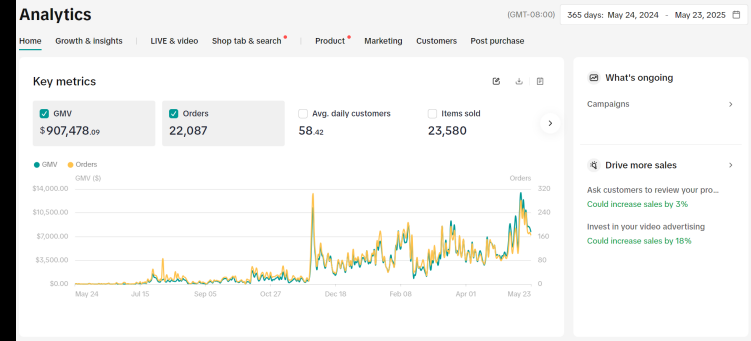 Analytics
(GMT-08:00) 365 days: May 24, 2024 - May 23, 2025
Home Growth & insights LIVE & video Shop tab & search Product Marketing Customers Post purchase
Key metrics
GMV
$907,478.09
Orders
22,087
Avg. daily customers
58.42
Items sold
23,580
GMV Orders
GMV ($) Orders
$14,000.00 320
$10,500.00 240
$7,000.00 160
$3,500.00 80
$0.00 0
May 24 Jul 15 Sep 05 Oct 27 Dec 18 Feb 08 Apr 01 May 23
What's ongoing
Campaigns
Drive more sales
Ask customers to review your pro...
Could increase sales by 3%
Invest in your video advertising
Could increase sales by 18%